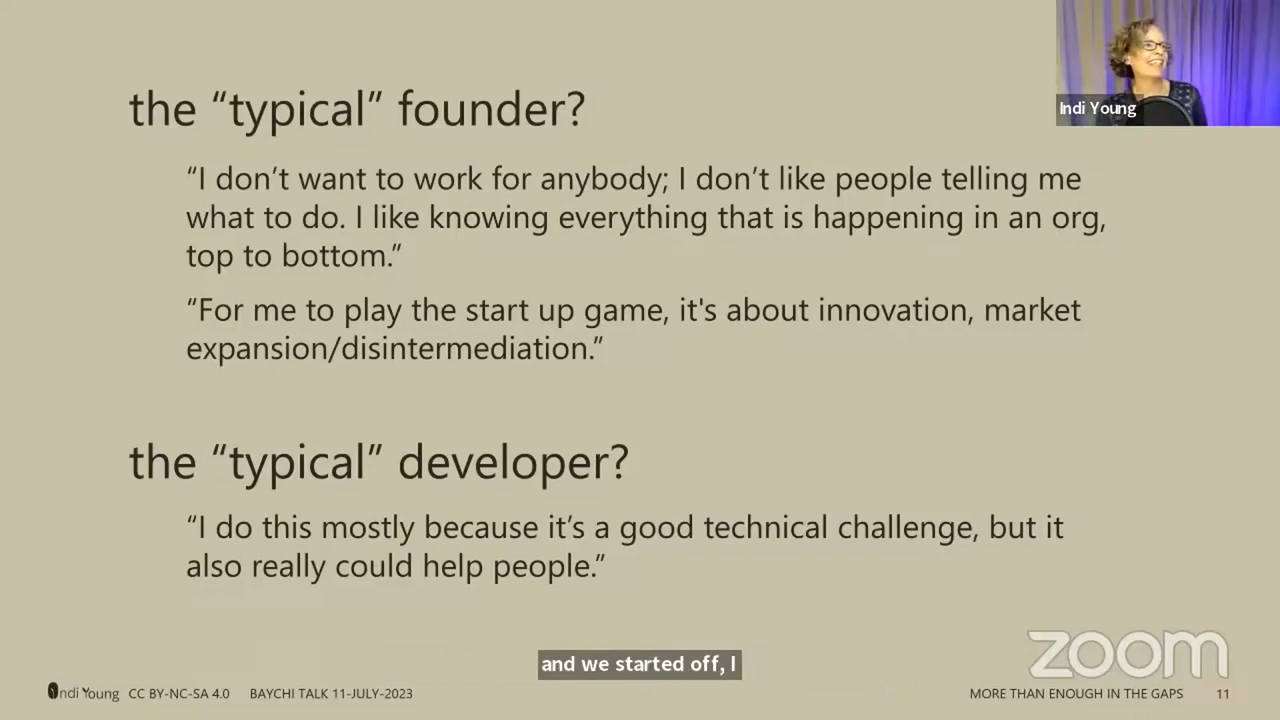 Indi Young
the “typical” founder?
“I don’t want to work for anybody; I don’t like people telling me
what to do. I like knowing everything that is happening in an org,
top to bottom.”
“For me to play the start up game, it's about innovation, market
expansion/disintermediation.”
the “typical” developer?
“I do this mostly because it’s a good technical challenge, but it
also really could help people.”
zoom
and we started off, I
Indi Young CC BY-NC-SA 4.0 BAYCHI TALK 11-JULY-2023 MORE THAN ENOUGH IN THE GAPS 11